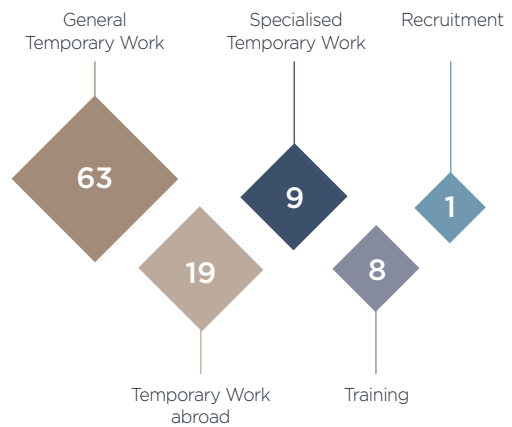 General
Temporary Work
Specialised
Temporary Work
Recruitment
63
9
1
19
8
Temporary Work
abroad
Training